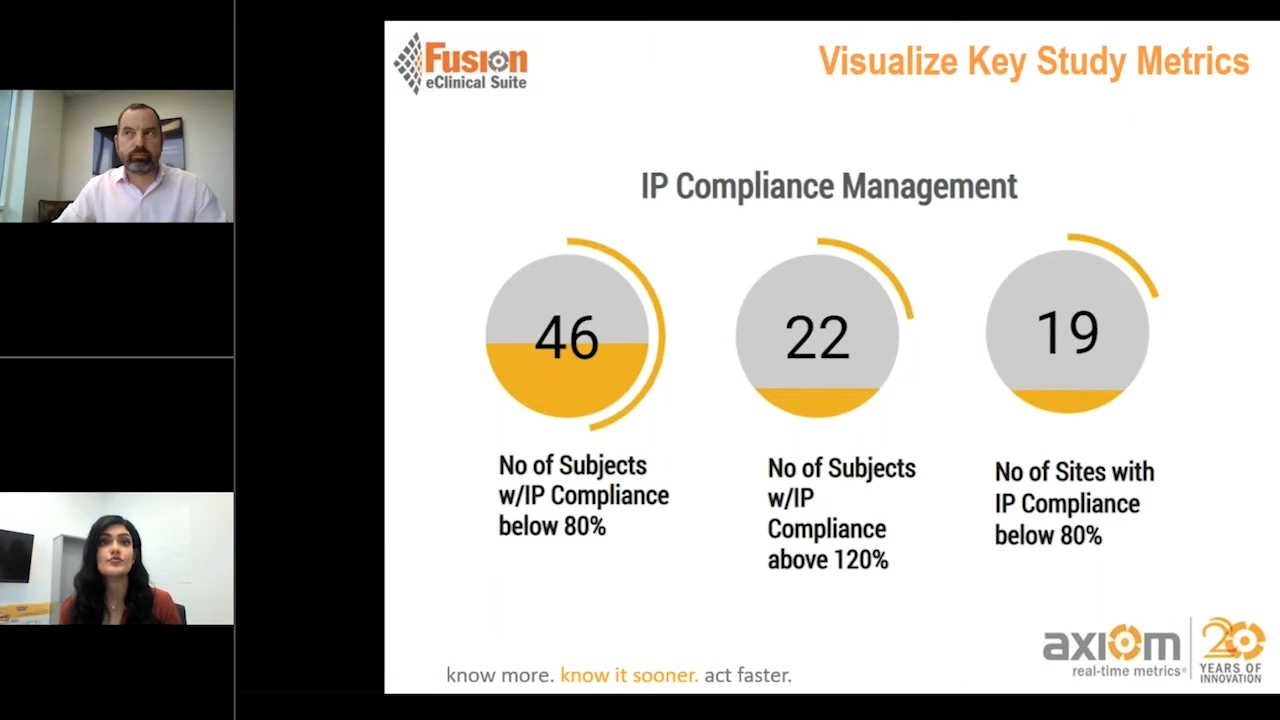 Fusion
eClinical Suite
Visualize Key Study Metrics
IP Compliance Management
46
22
19
No of Subjects
w/IP Compliance
below 80%
No of Subjects
w/IP
Compliance
above 120%
No of Sites with
IP Compliance
below 80%
know more. know it sooner. act faster.
axiom
real-time metrics®
20
YEARS OF
INNOVATION